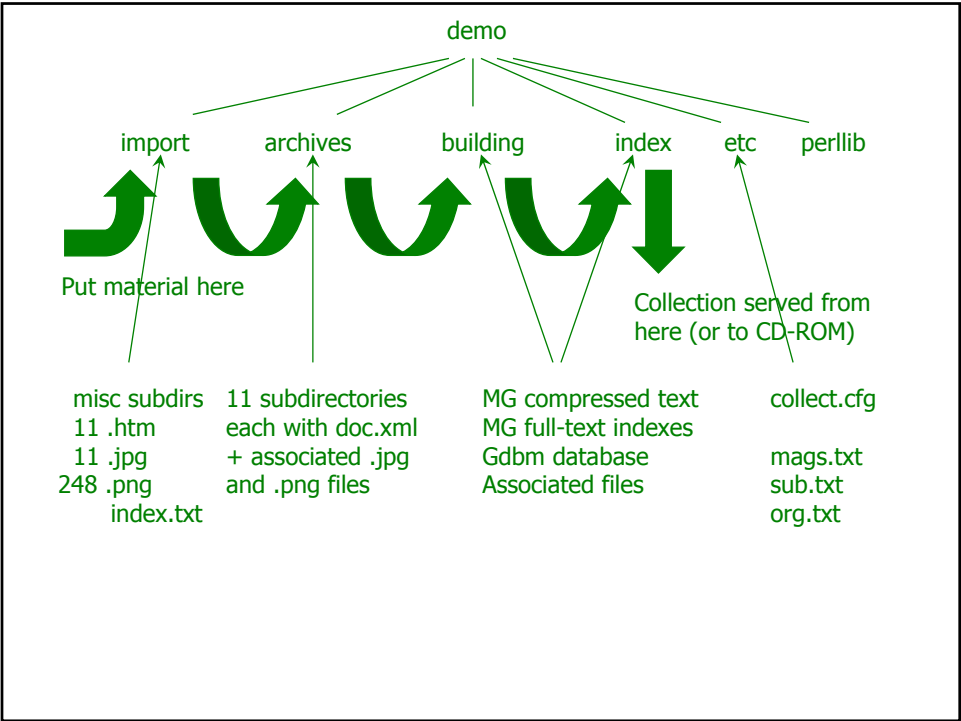 demo
import archives building index etc perllib
Put material here
Collection served from
here (or to CD-ROM)
misc subdirs
11 .htm
11 .jpg
248 .png
index.txt
11 subdirectories
each with doc.xml
+ associated .jpg
and .png files
MG compressed text
MG full-text indexes
Gdbm database
Associated files
collect.cfg
mags.txt
sub.txt
org.txt